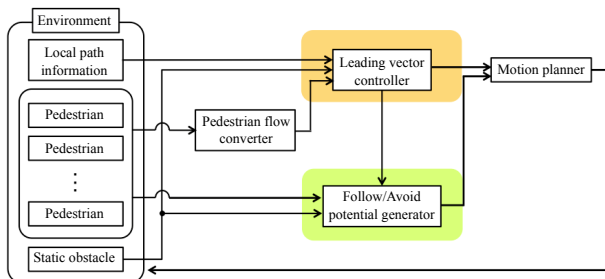 Environment
Local path
information
Pedestrian
Pedestrian
⋮
Pedestrian
Static obstacle
Pedestrian flow
converter
Leading vector
controller
Follow/Avoid
potential generator
Motion planner